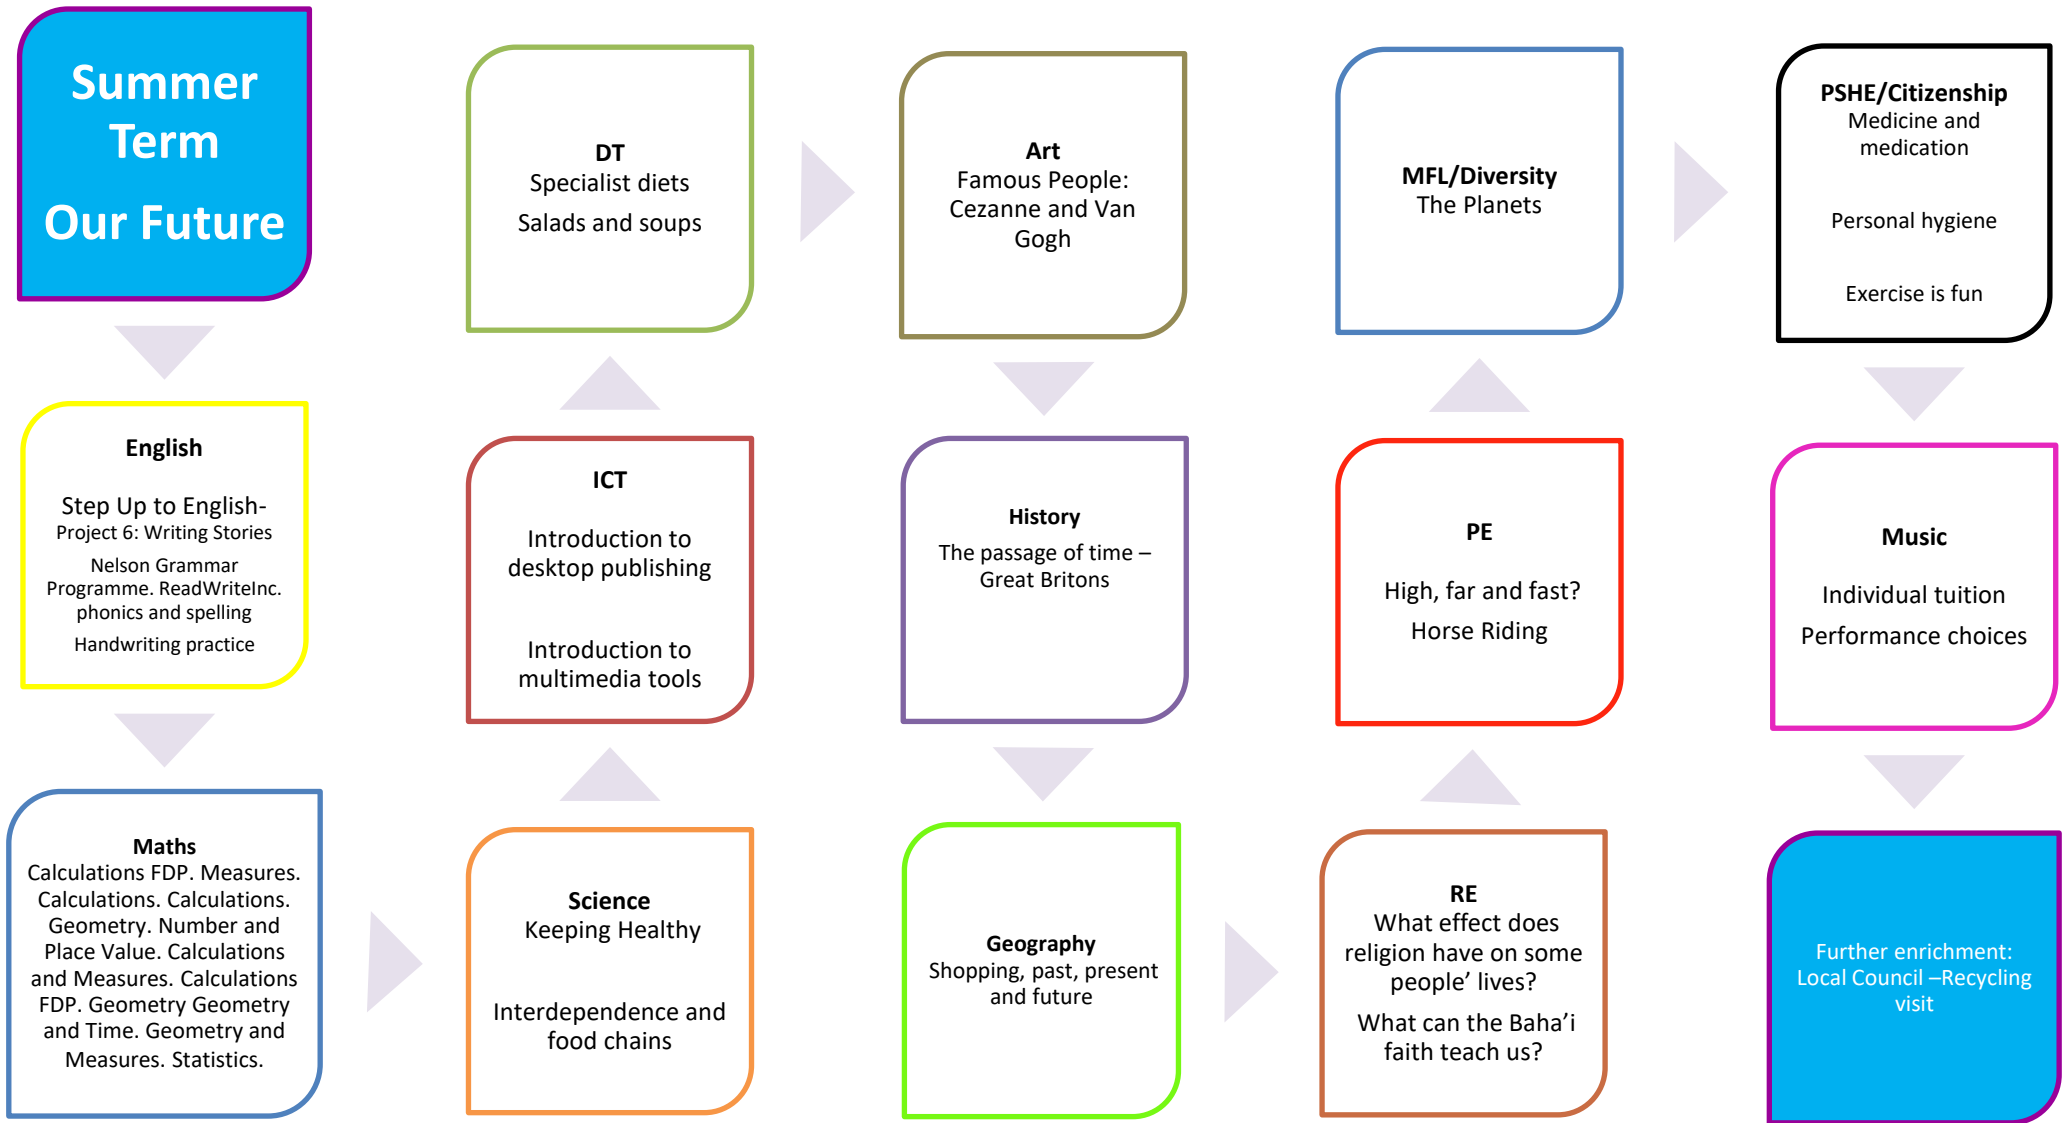 Summer
Term
Our Future
English
Step Up to English-
Project 6: Writing Stories
Nelson Grammar
Programme. ReadWriteInc.
phonics and spelling
Handwriting practice
Maths
Calculations FDP. Measures.
Calculations. Calculations.
Geometry. Number and
Place Value. Calculations
and Measures. Calculations
FDP. Geometry Geometry
and Time. Geometry and
Measures. Statistics.
Science
Keeping Healthy
Interdependence and
food chains
ICT
Introduction to
desktop publishing
Introduction to
multimedia tools
DT
Specialist diets
Salads and soups
Art
Famous People:
Cezanne and Van
Gogh
History
The passage of time –
Great Britons
Geography
Shopping, past, present
and future
RE
What effect does
religion have on some
people’ lives?
What can the Baha’i
faith teach us?
PE
High, far and fast?
Horse Riding
MFL/Diversity
The Planets
PSHE/Citizenship
Medicine and
medication
Personal hygiene
Exercise is fun
Music
Individual tuition
Performance choices
Further enrichment:
Local Council –Recycling
visit